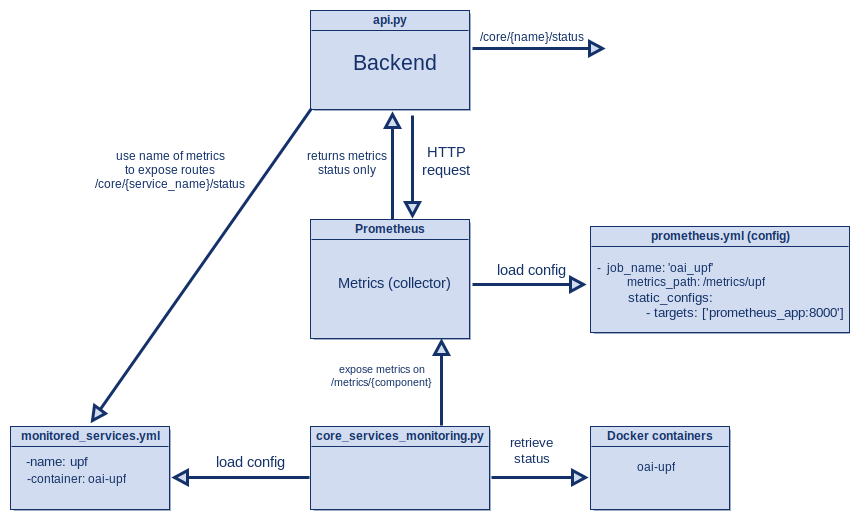 api.py
Backend
/core/{name}/status
use name of metrics
to expose routes
/core/{service_name}/status
returns metrics
status only
HTTP
request
Prometheus
Metrics (collector)
load config
prometheus.yml (config)
- job_name: 'oai_upf'
metrics_path: /metrics/upf
static_configs:
- targets: ['prometheus_app:8000']
expose metrics on
/metrics/{component}
monitored_services.yml
-name: upf
-container: oai-upf
load config
core_services_monitoring.py
retrieve
status
Docker containers
oai-upf